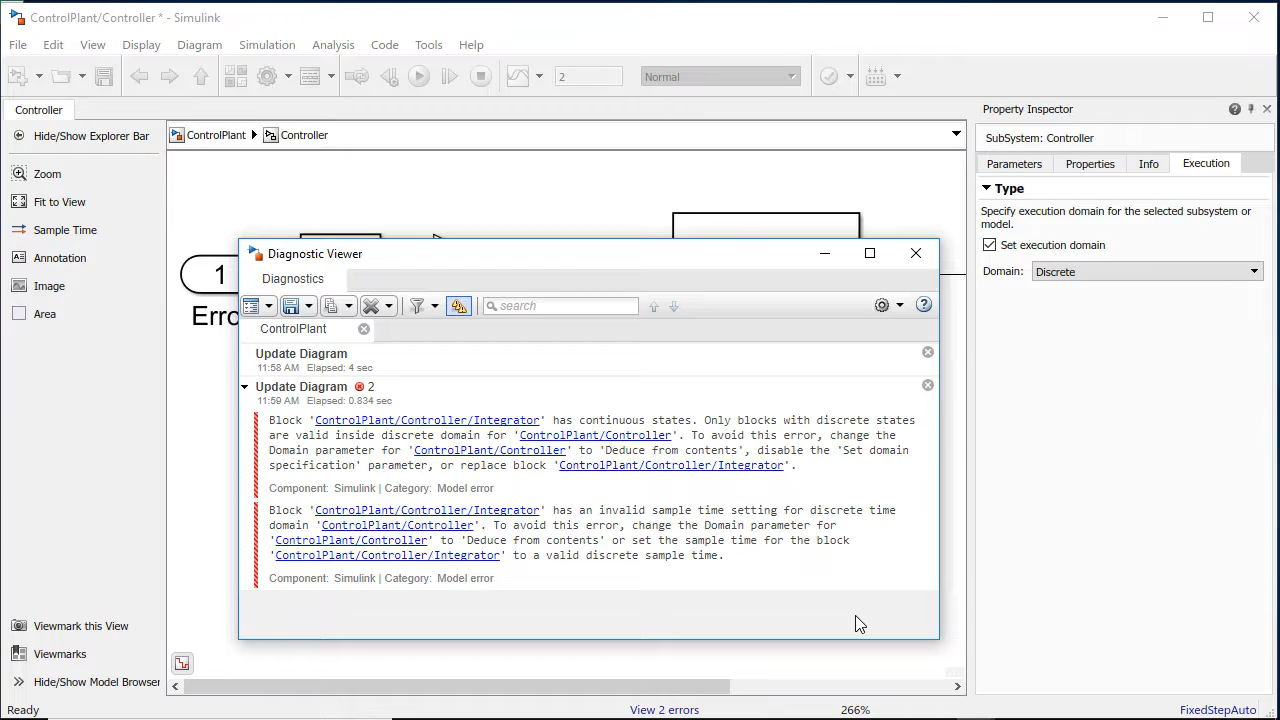 ControlPlant/Controller * - Simulink
File Edit View Display Diagram Simulation Analysis Code Tools Help
2 Normal
Controller
Hide/Show Explorer Bar
Zoom
Fit to View
Sample Time
Annotation
Image
Area
Viewmark this View
Viewmarks
Hide/Show Model Browser
ControlPlant Controller
1
Erro
Diagnostic Viewer
Diagnostics
search
ControlPlant
Update Diagram
11:58 AM Elapsed: 4 sec
Update Diagram 2
11:59 AM Elapsed: 0.834 sec
Block 'ControlPlant/Controller/Integrator' has continuous states. Only blocks with discrete states
are valid inside discrete domain for 'ControlPlant/Controller'. To avoid this error, change the
Domain parameter for 'ControlPlant/Controller' to 'Deduce from contents', disable the 'Set domain
specification' parameter, or replace block 'ControlPlant/Controller/Integrator'.
Component: Simulink | Category: Model error
Block 'ControlPlant/Controller/Integrator' has an invalid sample time setting for discrete time
domain 'ControlPlant/Controller'. To avoid this error, change the Domain parameter for
'ControlPlant/Controller' to 'Deduce from contents' or set the sample time for the block
'ControlPlant/Controller/Integrator' to a valid discrete sample time.
Component: Simulink | Category: Model error
Property Inspector
SubSystem: Controller
Parameters Properties Info Execution
Type
Specify execution domain for the selected subsystem or
model.
Set execution domain
Domain: Discrete
Ready View 2 errors 266% FixedStepAuto